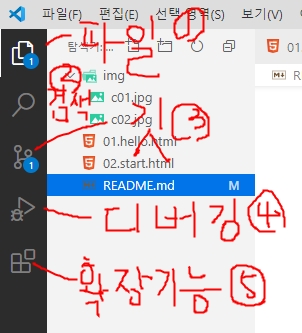 파일(F) 편집(E) 선택 영역(S) 보기(V)
탐색기 01
파일 ①
1
img
② 검색
c01.jpg
c02.jpg
깃 ③
01.hello.html
1
02.start.html
README.md M
디버깅 ④
확장기능 ⑤